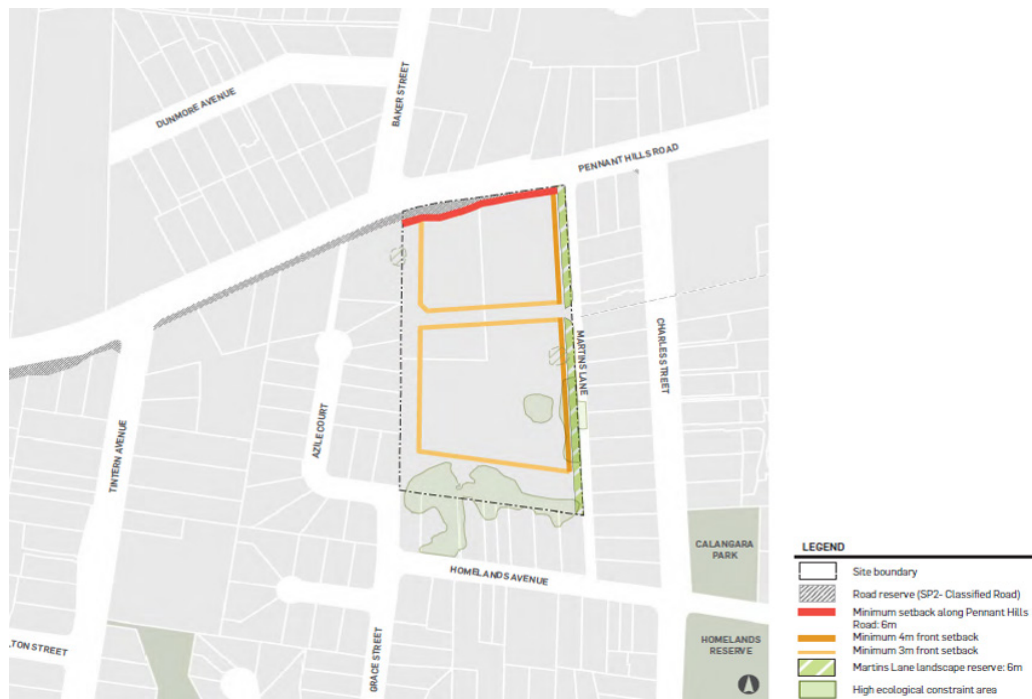 DUNMORE AVENUE
BAKER STREET
PENNANT HILLS ROAD
MARTINS LANE
CHARLES STREET
AZILE COURT
TINTERN AVENUE
CALANGARA
PARK
HOMELANDS AVENUE
HOMELANDS
RESERVE
LTON STREET
GRACE STREET
LEGEND
Site boundary
Road reserve (SP2- Classified Road)
Minimum setback along Pennant Hills
Road: 6m
Minimum 4m front setback
Minimum 3m front setback
Martins Lane landscape reserve: 6m
High ecological constraint area